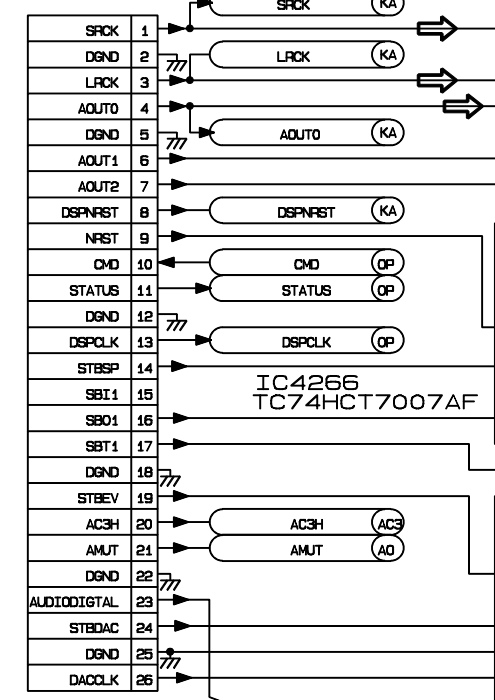 SRCK KA
SRCK 1
DGND 2 LRCK KA
LRCK 3
AOUT0 4
DGND 5 AOUT0 KA
AOUT1 6
AOUT2 7
DSPNRST 8 DSPNRST KA
NRST 9
CMD 10 CMD OP
STATUS 11 STATUS OP
DGND 12
DSPCLK 13 DSPCLK OP
STBSP 14
IC4266
SBI1 15
TC74HCT7007AF
SBO1 16
SBT1 17
DGND 18
STBEV 19
AC3H 20 AC3H AC3
AMUT 21 AMUT AO
DGND 22
AUDIODIGTAL 23
STBDAC 24
DGND 25
DACCLK 26